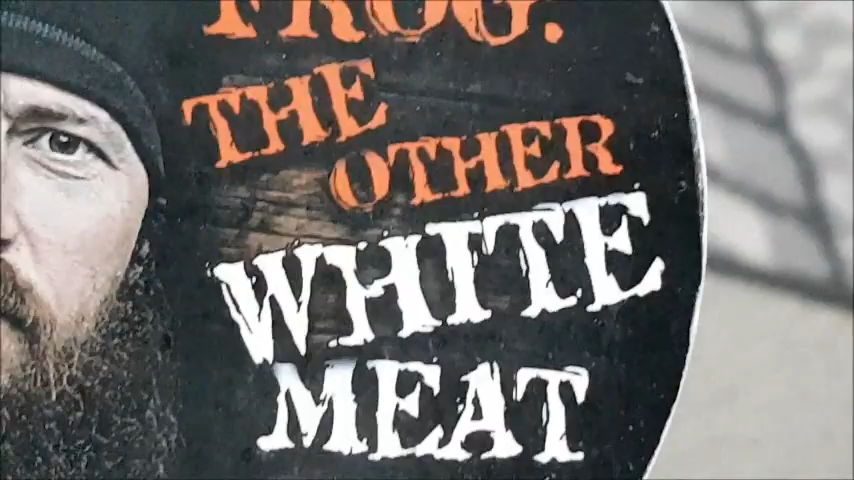 FROG:
THE
OTHER
WHITE
MEAT